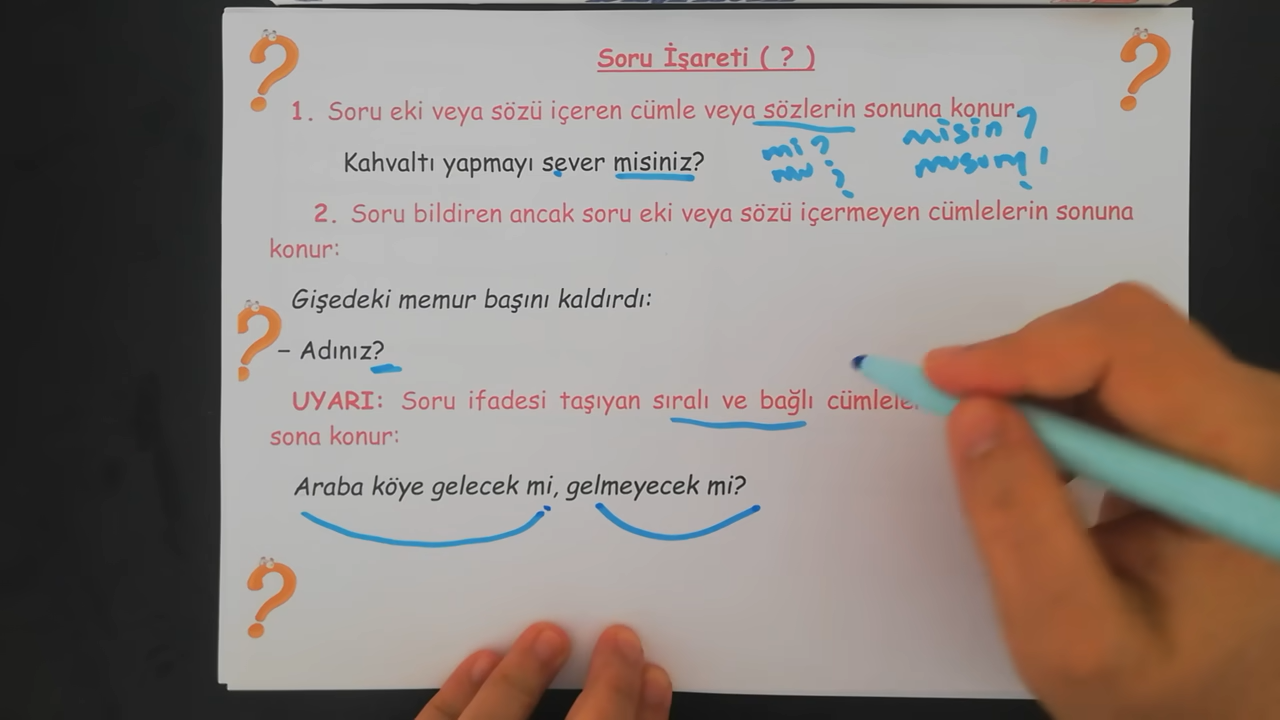 Soru İşareti ( ? )
1. Soru eki veya sözü içeren cümle veya sözlerin sonuna konur.
Kahvaltı yapmayı sever misiniz?
mi ?
mu ?
misin ?
2. Soru bildiren ancak soru eki veya sözü içermeyen cümlelerin sonuna
konur:
Gişedeki memur başını kaldırdı:
– Adınız?
UYARI: Soru ifadesi taşıyan sıralı ve bağlı
sona konur:
Araba köye gelecek mi, gelmeyecek mi?